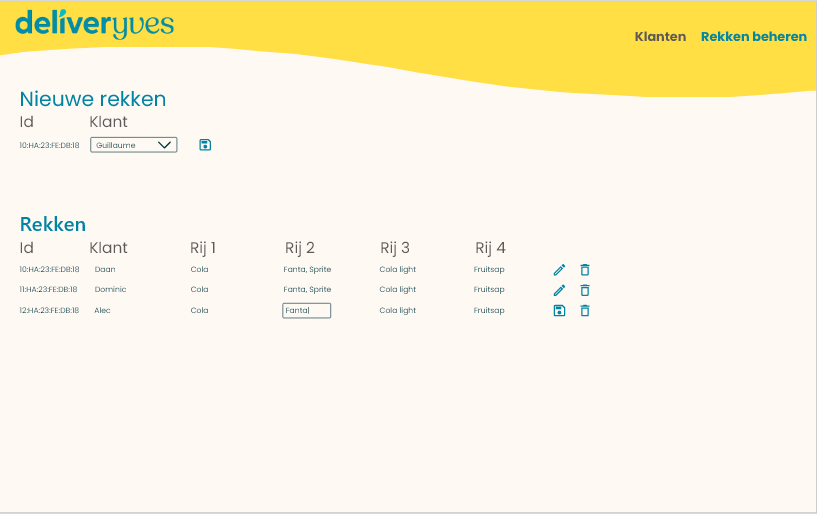 deliveryves
Klanten Rekken beheren
Nieuwe rekken
Id Klant
10:HA:23:FE:DB:18 Guillaume
Rekken
Id Klant Rij 1 Rij 2 Rij 3 Rij 4
10:HA:23:FE:DB:18 Daan Cola Fanta, Sprite Cola light Fruitsap
11:HA:23:FE:DB:18 Dominic Cola Fanta, Sprite Cola light Fruitsap
12:HA:23:FE:DB:18 Alec Cola Fanta Cola light Fruitsap